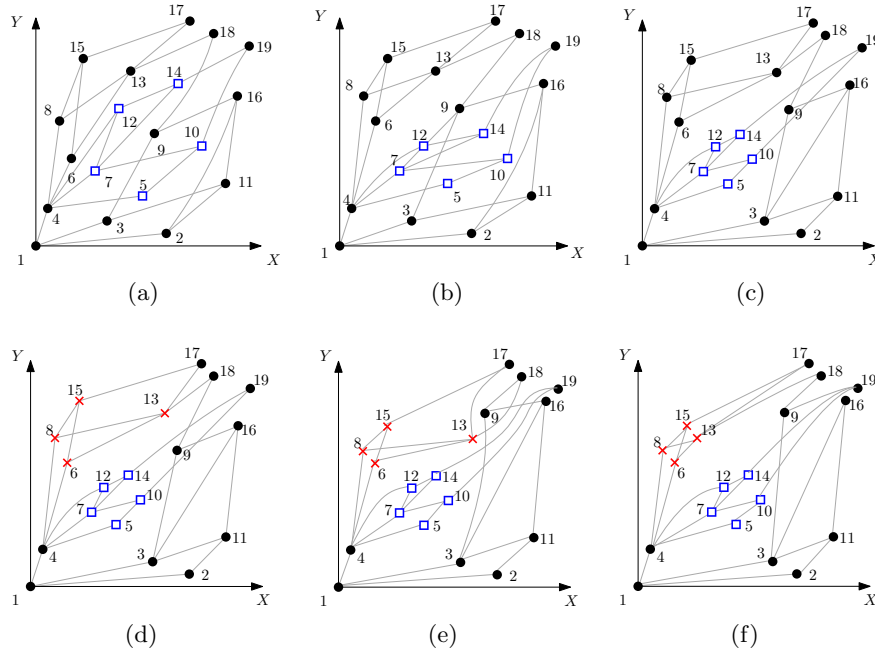 Y 17 18 19 15 14 13 16 8 12 10 9 6 7 5 11 4 3 2 1 X
Y 17 18 19 15 13 16 8 9 6 12 14 7 10 5 11 4 3 2 1 X
Y 17 18 19 15 13 16 8 9 6 12 14 7 10 5 11 4 3 2 1 X
(a) (b) (c)
Y 17 18 19 15 13 16 8 9 6 12 14 10 7 5 11 4 3 2 1 X
Y 17 18 19 15 13 16 9 8 6 12 14 10 7 5 11 4 3 2 1 X
Y 17 18 19 15 13 16 9 8 6 12 14 10 7 5 11 4 3 2 1 X
(d) (e) (f)